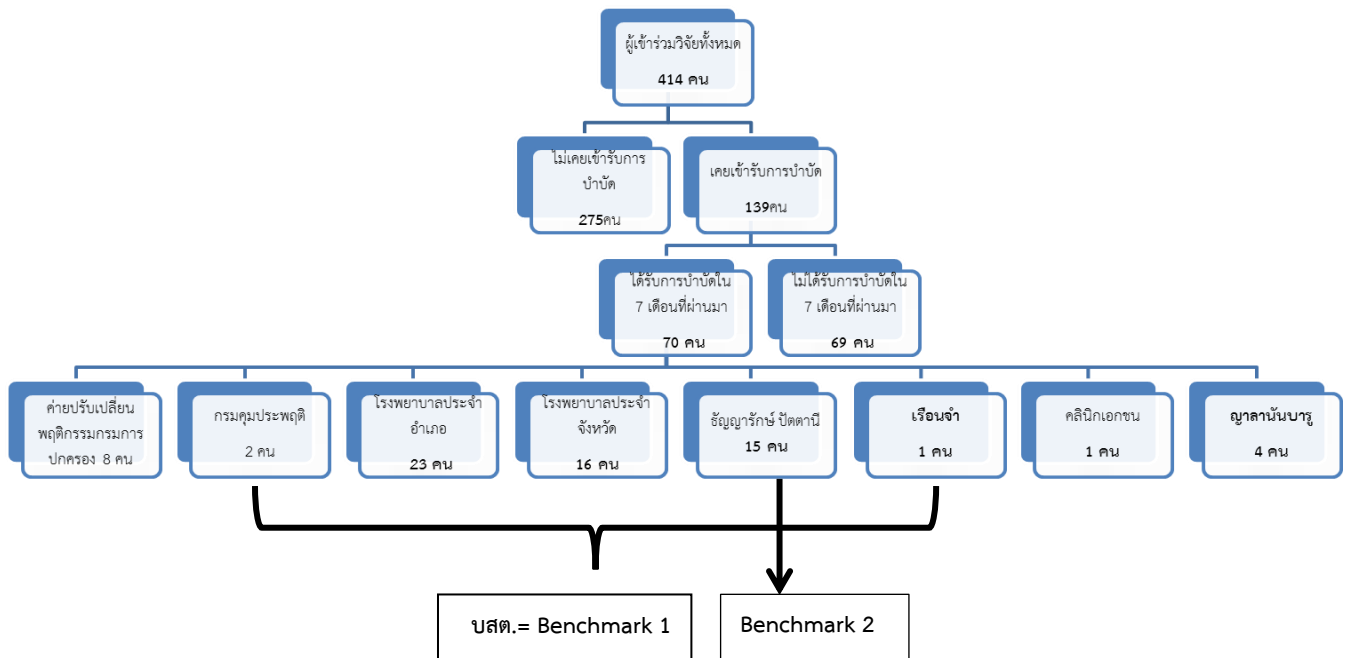 ผู้เข้าร่วมวิจัยทั้งหมด
414 คน
ไม่เคยเข้ารับการ
บำบัด
275คน
เคยเข้ารับการบำบัด
139คน
ได้รับการบำบัดใน
7 เดือนที่ผ่านมา
70 คน
ไม่ได้รับการบำบัดใน
7 เดือนที่ผ่านมา
69 คน
ค่ายปรับเปลี่ยน
พฤติกรรมกรมการ
ปกครอง 8 คน
กรมคุมประพฤติ
2 คน
โรงพยาบาลประจำ
อำเภอ
23 คน
โรงพยาบาลประจำ
จังหวัด
16 คน
ธัญญารักษ์ ปัตตานี
15 คน
เรือนจำ
1 คน
คลินิกเอกชน
1 คน
ญาลานันบารู
4 คน
บสต.= Benchmark 1
Benchmark 2